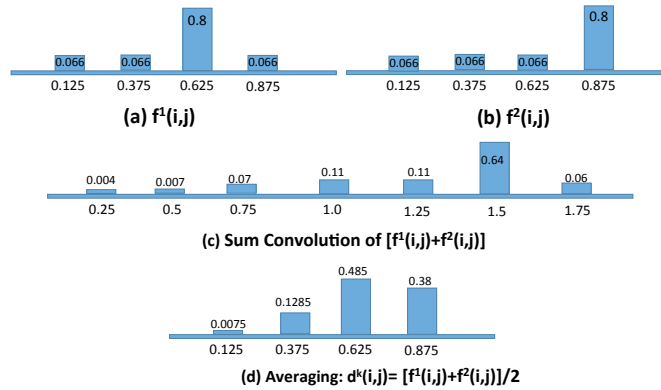 0.8 0.8
0.066 0.066 0.066 0.066 0.066 0.066
0.125 0.375 0.625 0.875 0.125 0.375 0.625 0.875
(a) f¹(i,j) (b) f²(i,j)
0.004 0.007 0.07 0.11 0.11 0.64 0.06
0.25 0.5 0.75 1.0 1.25 1.5 1.75
(c) Sum Convolution of [f¹(i,j)+f²(i,j)]
0.0075 0.1285 0.485 0.38
0.125 0.375 0.625 0.875
(d) Averaging: dᵏ(i,j)= [f¹(i,j)+f²(i,j)]/2